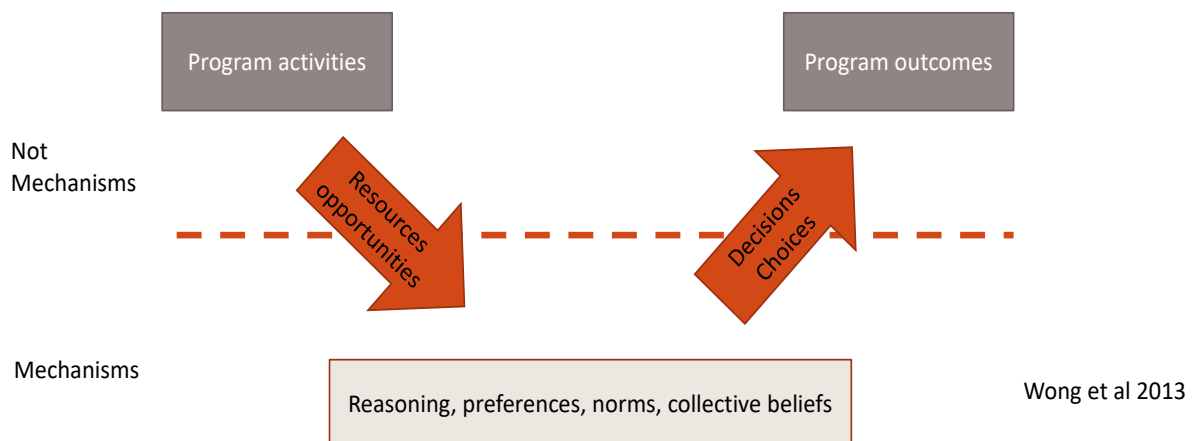 Program activities
Program outcomes
Not
Mechanisms
Resources
opportunities
Decisions
Choices
Mechanisms
Reasoning, preferences, norms, collective beliefs
Wong et al 2013